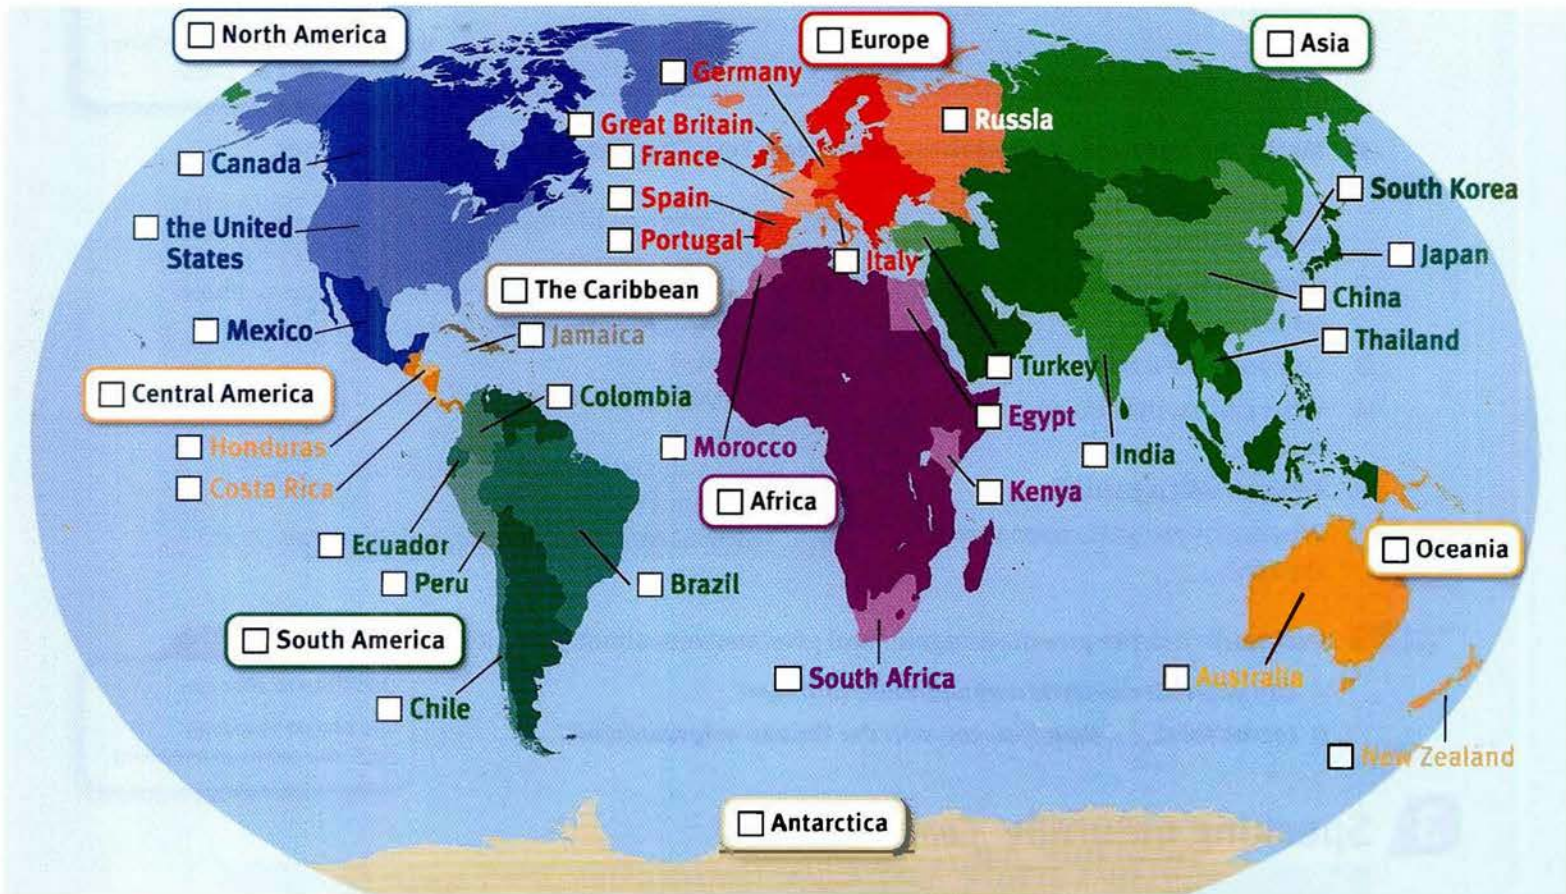 North America
Europe
Asia
Germany
Great Britain
Russia
Canada
France
South Korea
Spain
the United
States
Portugal
Italy
Japan
The Caribbean
China
Mexico
Jamaica
Thailand
Turkey
Central America
Colombia
Egypt
Honduras
Morocco
India
Costa Rica
Africa
Kenya
Ecuador
Oceania
Peru
Brazil
South America
South Africa
Australia
Chile
New Zealand
Antarctica